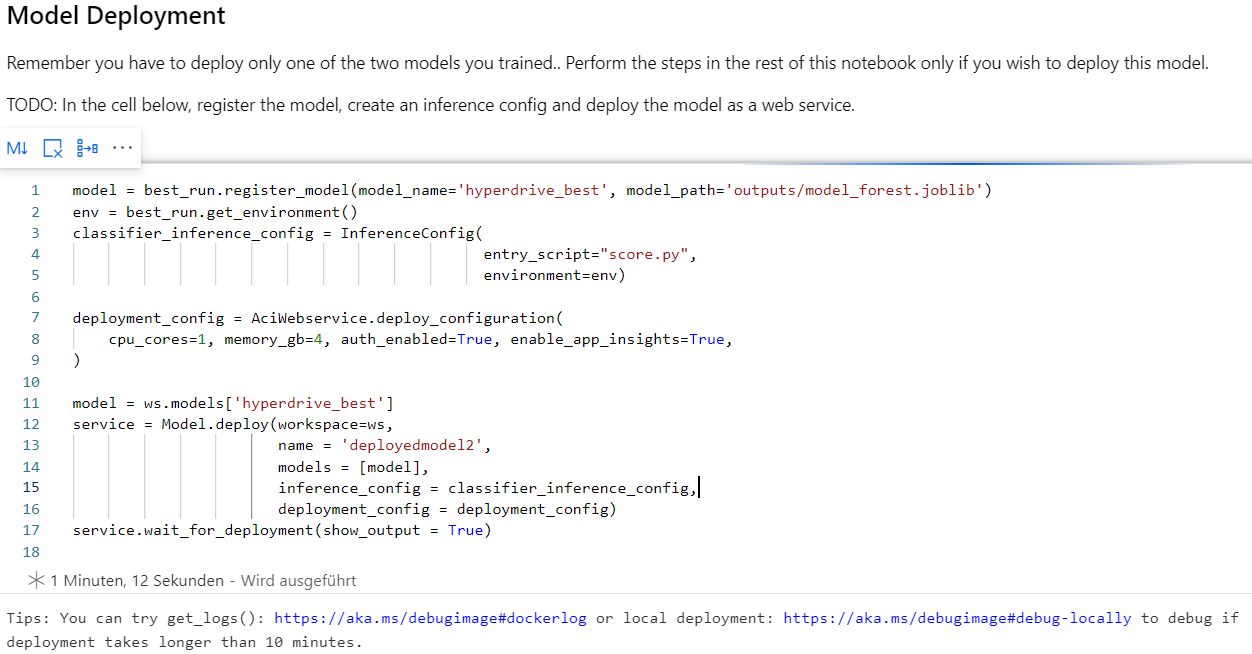 Model Deployment
Remember you have to deploy only one of the two models you trained.. Perform the steps in the rest of this notebook only if you wish to deploy this model.
TODO: In the cell below, register the model, create an inference config and deploy the model as a web service.
M↓ ···
1 model = best_run.register_model(model_name='hyperdrive_best', model_path='outputs/model_forest.joblib')
2 env = best_run.get_environment()
3 classifier_inference_config = InferenceConfig(
4 entry_script="score.py",
5 environment=env)
6
7 deployment_config = AciWebservice.deploy_configuration(
8 cpu_cores=1, memory_gb=4, auth_enabled=True, enable_app_insights=True,
9 )
10
11 model = ws.models['hyperdrive_best']
12 service = Model.deploy(workspace=ws,
13 name = 'deployedmodel2',
14 models = [model],
15 inference_config = classifier_inference_config,
16 deployment_config = deployment_config)
17 service.wait_for_deployment(show_output = True)
18
1 Minuten, 12 Sekunden - Wird ausgeführt
Tips: You can try get_logs(): https://aka.ms/debugimage#dockerlog or local deployment: https://aka.ms/debugimage#debug-locally to debug if
deployment takes longer than 10 minutes.